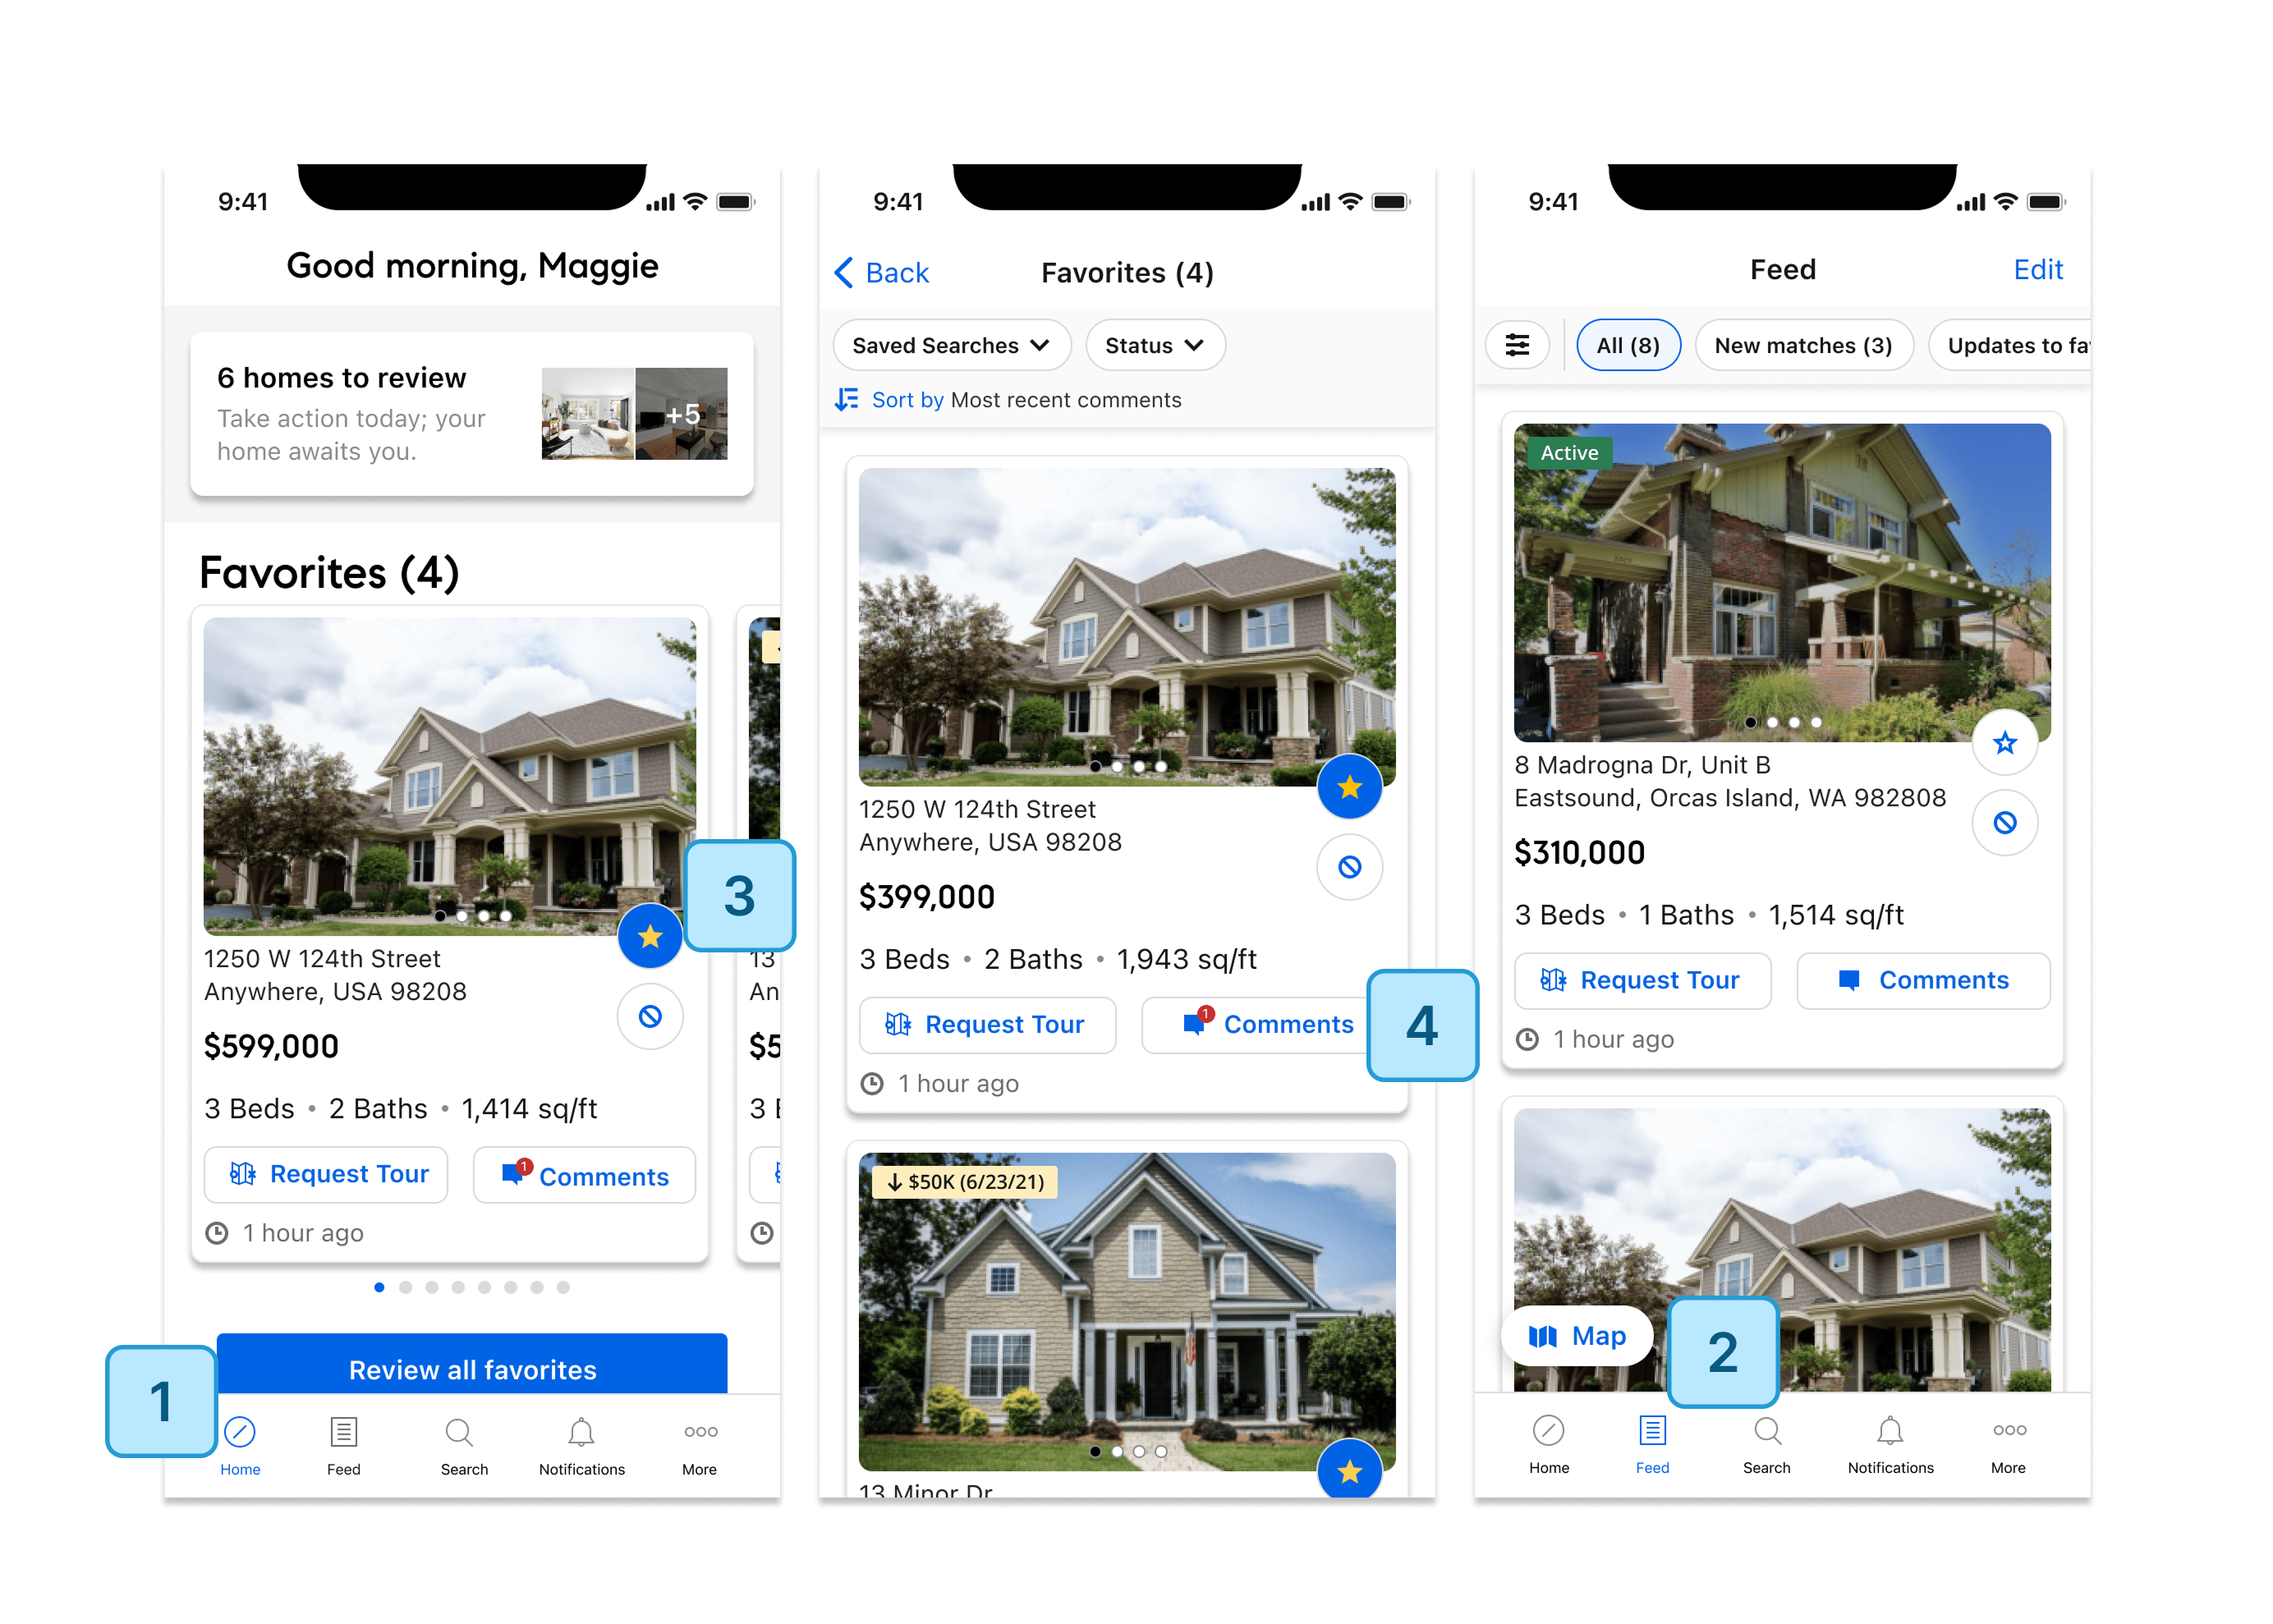 9:41
Good morning, Maggie
6 homes to review
Take action today; your
home awaits you.
+5
Favorites (4)
1250 W 124th Street
Anywhere, USA 98208
$599,000
3 Beds • 2 Baths • 1,414 sq/ft
Request Tour
1
Comments
1 hour ago
13
An
$5
3
3
Review all favorites
1
Home
Feed
Search
Notifications
More
9:41
Back
Favorites (4)
Saved Searches
Status
Sort by Most recent comments
1250 W 124th Street
Anywhere, USA 98208
$399,000
3 Beds • 2 Baths • 1,943 sq/ft
Request Tour
1
Comments
4
1 hour ago
$50K (6/23/21)
13 Minor Dr
9:41
Feed
Edit
All (8)
New matches (3)
Updates to fa
Active
8 Madrogna Dr, Unit B
Eastsound, Orcas Island, WA 982808
$310,000
3 Beds • 1 Baths • 1,514 sq/ft
Request Tour
Comments
1 hour ago
Map
2
Home
Feed
Search
Notifications
More